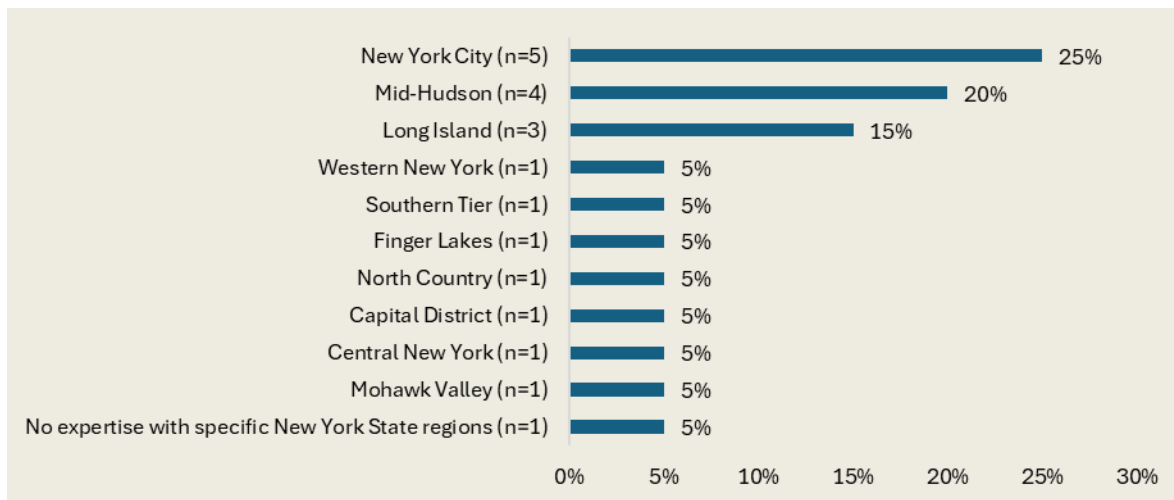 New York City (n=5) 25%
Mid-Hudson (n=4) 20%
Long Island (n=3) 15%
Western New York (n=1) 5%
Southern Tier (n=1) 5%
Finger Lakes (n=1) 5%
North Country (n=1) 5%
Capital District (n=1) 5%
Central New York (n=1) 5%
Mohawk Valley (n=1) 5%
No expertise with specific New York State regions (n=1) 5%
0% 5% 10% 15% 20% 25% 30%